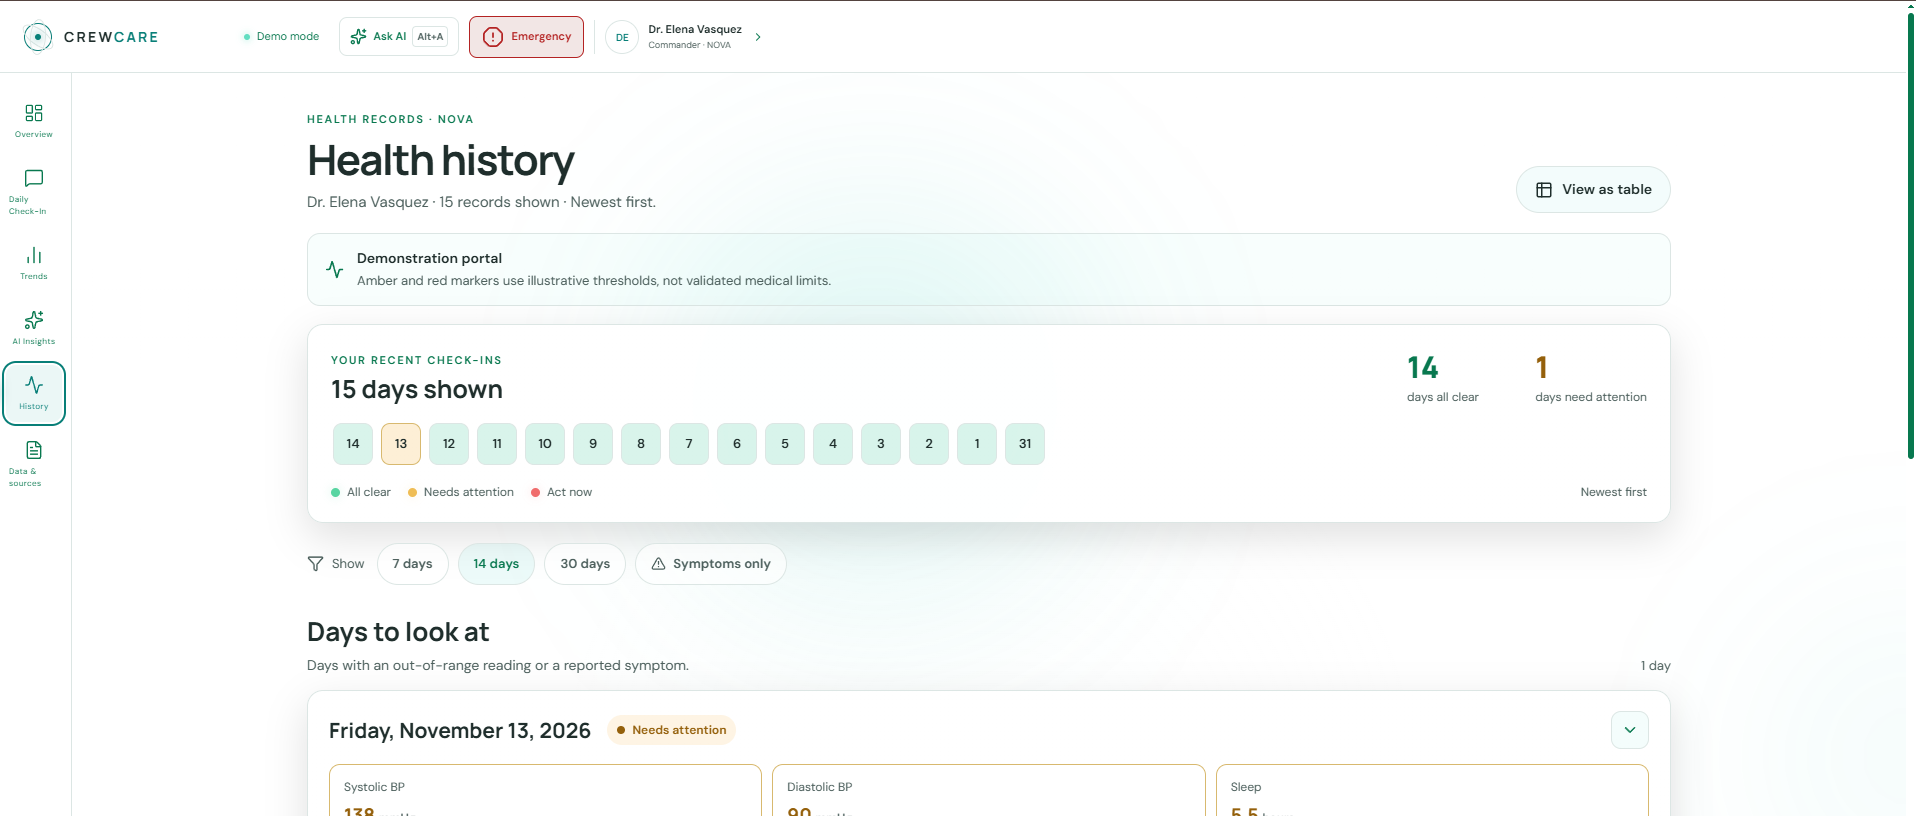 CREWCARE
Demo mode
Ask AI Alt+A
Emergency
DE
Dr. Elena Vasquez
Commander · NOVA
Overview
Daily
Check-In
Trends
AI Insights
History
Data &
sources
HEALTH RECORDS · NOVA
Health history
Dr. Elena Vasquez · 15 records shown · Newest first.
View as table
Demonstration portal
Amber and red markers use illustrative thresholds, not validated medical limits.
YOUR RECENT CHECK-INS
15 days shown
14
days all clear
1
days need attention
14 13 12 11 10 9 8 7 6 5 4 3 2 1 31
All clear Needs attention Act now
Newest first
Show 7 days 14 days 30 days Symptoms only
Days to look at
Days with an out-of-range reading or a reported symptom.
1 day
Friday, November 13, 2026 Needs attention
Systolic BP
138
Diastolic BP
90
Sleep
5.5